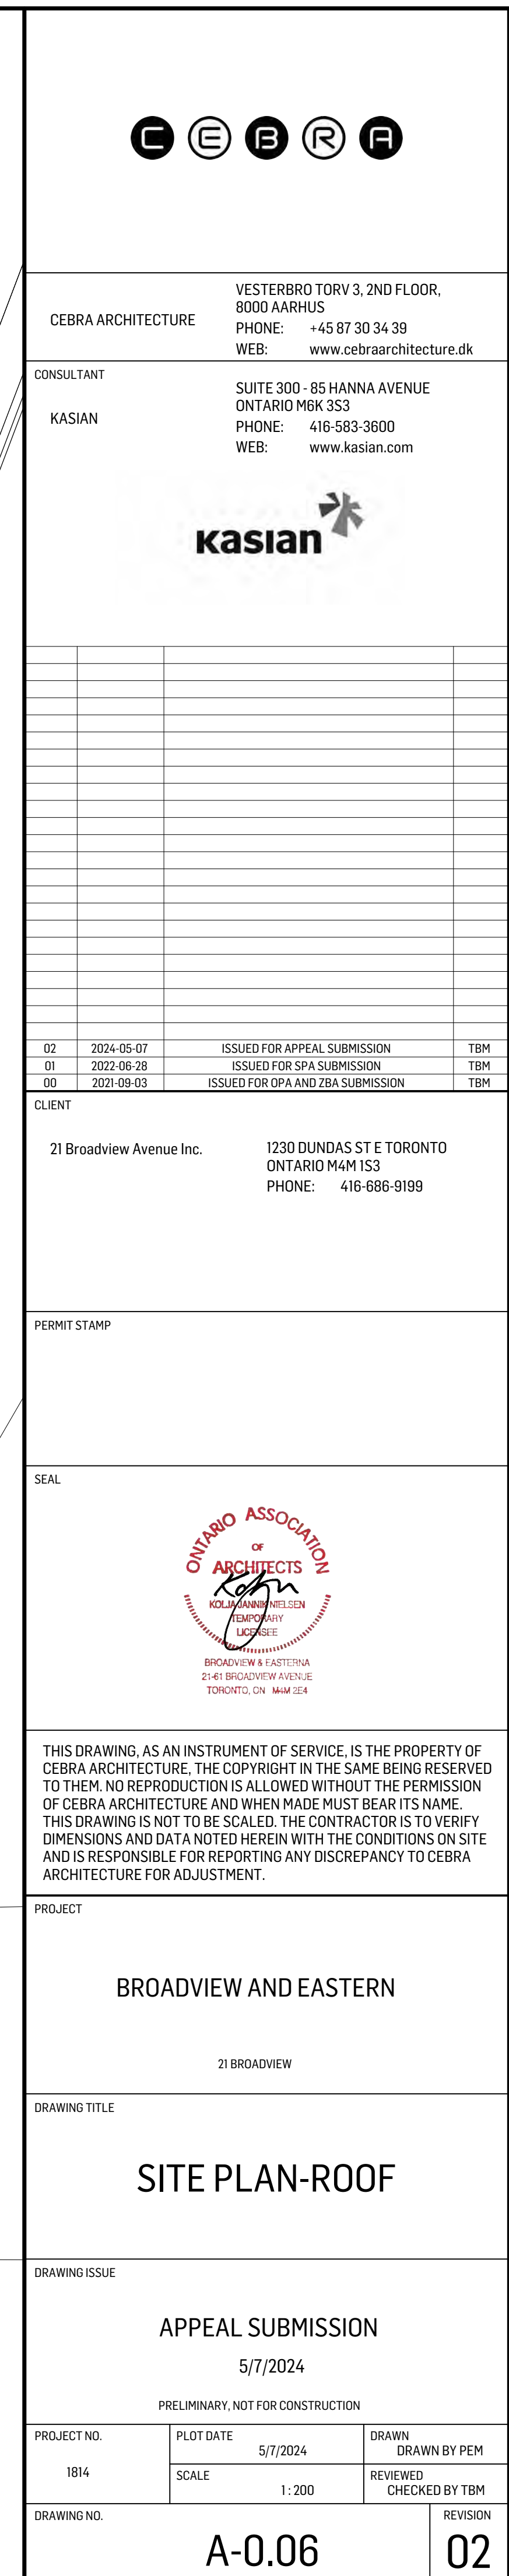 CEBRA
CEBRA ARCHITECTURE
VESTERBRO TORV 3, 2ND FLOOR,
8000 AARHUS
PHONE: +45 87 30 34 39
WEB: www.cebraarchitecture.dk
CONSULTANT
KASIAN
SUITE 300 - 85 HANNA AVENUE
ONTARIO M6K 3S3
PHONE: 416-583-3600
WEB: www.kasian.com
Kasian
02 2024-05-07 ISSUED FOR APPEAL SUBMISSION TBM
01 2022-06-28 ISSUED FOR SPA SUBMISSION TBM
00 2021-09-03 ISSUED FOR OPA AND ZBA SUBMISSION TBM
CLIENT
21 Broadview Avenue Inc.
1230 DUNDAS ST E TORONTO
ONTARIO M4M 1S3
PHONE: 416-686-9199
PERMIT STAMP
SEAL
ONTARIO ASSOCIATION
OF
ARCHITECTS
KOLJA JANNIK NIELSEN
TEMPORARY
LICENSEE
BROADVIEW & EASTERNA
21-61 BROADVIEW AVENUE
TORONTO, ON M4M 2E4
THIS DRAWING, AS AN INSTRUMENT OF SERVICE, IS THE PROPERTY OF
CEBRA ARCHITECTURE, THE COPYRIGHT IN THE SAME BEING RESERVED
TO THEM. NO REPRODUCTION IS ALLOWED WITHOUT THE PERMISSION
OF CEBRA ARCHITECTURE AND WHEN MADE MUST BEAR ITS NAME.
THIS DRAWING IS NOT TO BE SCALED. THE CONTRACTOR IS TO VERIFY
DIMENSIONS AND DATA NOTED HEREIN WITH THE CONDITIONS ON SITE
AND IS RESPONSIBLE FOR REPORTING ANY DISCREPANCY TO CEBRA
ARCHITECTURE FOR ADJUSTMENT.
PROJECT
BROADVIEW AND EASTERN
21 BROADVIEW
DRAWING TITLE
SITE PLAN-ROOF
DRAWING ISSUE
APPEAL SUBMISSION
5/7/2024
PRELIMINARY, NOT FOR CONSTRUCTION
PROJECT NO.
1814
PLOT DATE
5/7/2024
DRAWN
DRAWN BY PEM
SCALE
1 : 200
REVIEWED
CHECKED BY TBM
DRAWING NO.
A-0.06
REVISION
02